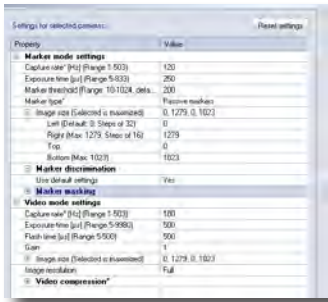 Settings for selected cameras: Reset settings
Property Value
Marker mode settings
Capture rate* [Hz] (Range 1-503) 120
Exposure time [µs] (Range 5-833) 250
Marker threshold (Range: 10-1024, defa... 200
Marker type* Passive markers
Image size (Selected is maximized) 0, 1279, 0, 1023
Left (Default: 0: Steps of 32) 0
Right (Max: 1279, Steps of 16) 1279
Top 0
Bottom (Max: 1023) 1023
Marker discrimination
Use default settings Yes
Marker masking
Video mode settings
Capture rate* [Hz] (Range 1-503) 180
Exposure time [µs] (Range 5-9980) 500
Flash time [µs] (Range 5-500) 500
Gain 1
Image size (Selected is maximized) 0, 1279, 0, 1023
Image resolution Full
Video compression*